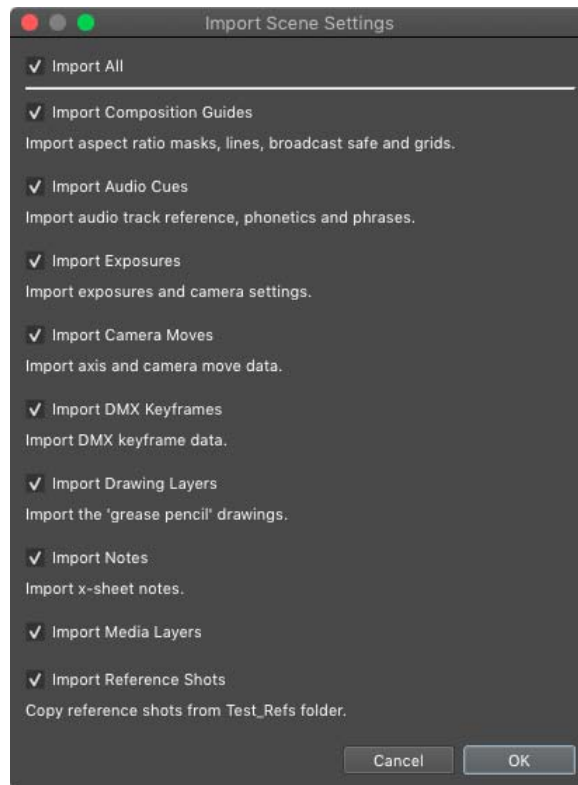 Import Scene Settings
Import All
Import Composition Guides
Import aspect ratio masks, lines, broadcast safe and grids.
Import Audio Cues
Import audio track reference, phonetics and phrases.
Import Exposures
Import exposures and camera settings.
Import Camera Moves
Import axis and camera move data.
Import DMX Keyframes
Import DMX keyframe data.
Import Drawing Layers
Import the 'grease pencil' drawings.
Import Notes
Import x-sheet notes.
Import Media Layers
Import Reference Shots
Copy reference shots from Test_Refs folder.
Cancel OK